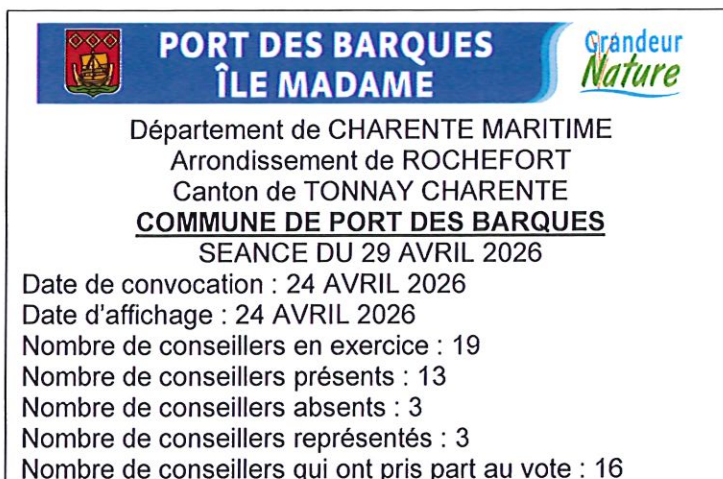 PORT DES BARQUES
ÎLE MADAME
Grandeur
Nature
Département de CHARENTE MARITIME
Arrondissement de ROCHEFORT
Canton de TONNAY CHARENTE
COMMUNE DE PORT DES BARQUES
SEANCE DU 29 AVRIL 2026
Date de convocation : 24 AVRIL 2026
Date d'affichage : 24 AVRIL 2026
Nombre de conseillers en exercice : 19
Nombre de conseillers présents : 13
Nombre de conseillers absents : 3
Nombre de conseillers représentés : 3
Nombre de conseillers qui ont pris part au vote : 16